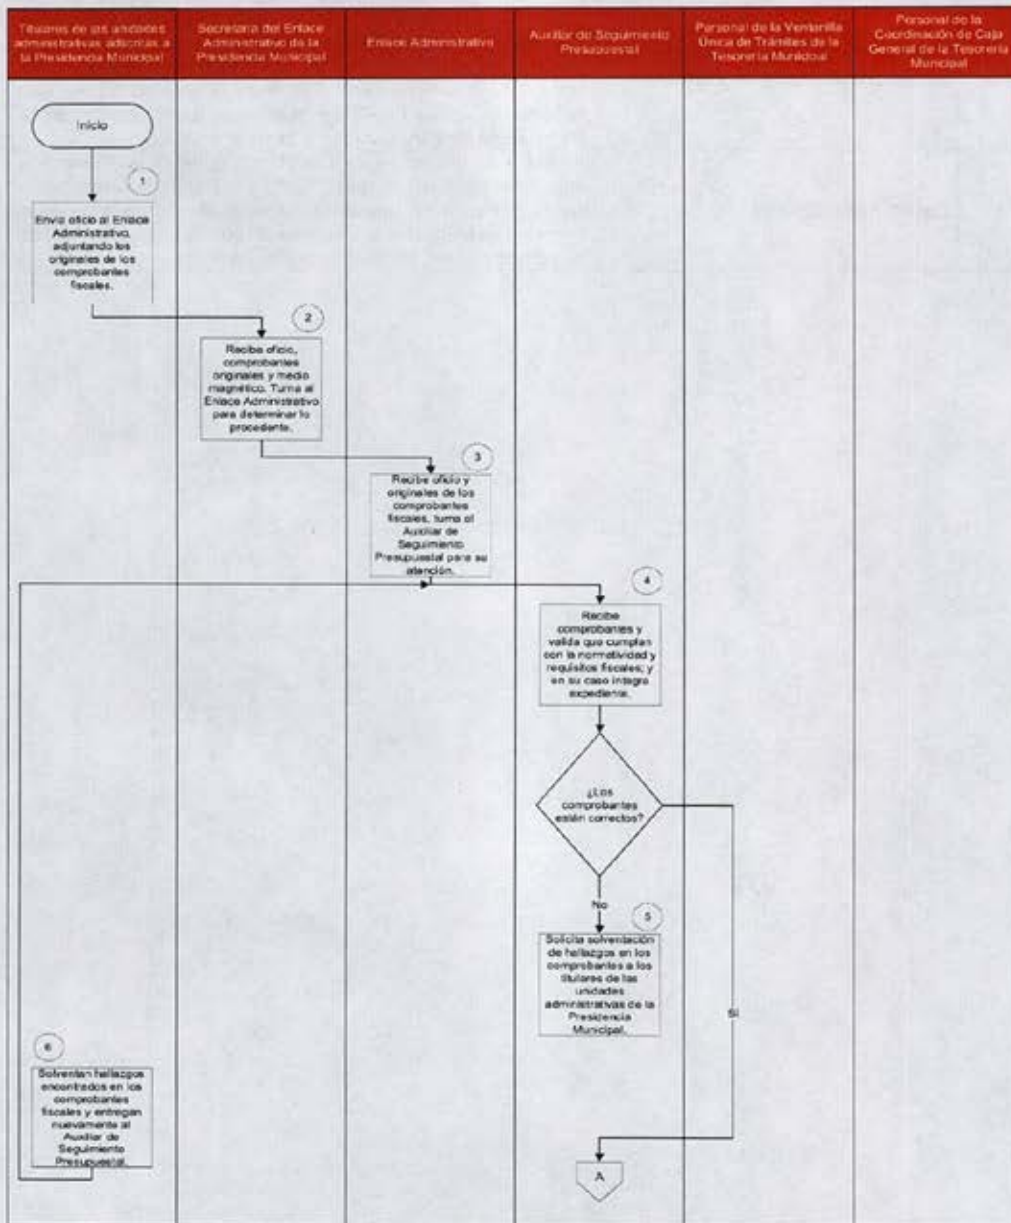 Titulares de las unidades
administrativas adscritas a
la Presidencia Municipal
Secretaria del Enlace
Administrativo de la
Presidencia Municipal
Enlace Administrativo
Auxiliar de Seguimiento
Presupuestal
Personal de la Ventanilla
Única de Trámites de la
Tesorería Municipal
Personal de la
Coordinación de Caja
General de la Tesorería
Municipal
Inicio
1
Envía oficio al Enlace
Administrativo,
adjuntando los
originales de los
comprobantes
fiscales.
2
Recibe oficio,
comprobantes
originales y medio
magnético. Turna al
Enlace Administrativo
para determinar lo
procedente.
3
Recibe oficio y
originales de los
comprobantes
fiscales, turna al
Auxiliar de
Seguimiento
Presupuestal para su
atención.
4
Recibe
comprobantes y
valida que cumplan
con la normatividad y
requisitos fiscales; y
en su caso integra
expediente.
¿Los
comprobantes
están correctos?
No
5
Solicita solventación
de hallazgos en los
comprobantes a los
titulares de las
unidades
administrativas de la
Presidencia
Municipal.
Sí
6
Solventan hallazgos
encontrados en los
comprobantes
fiscales y entregan
nuevamente al
Auxiliar de
Seguimiento
Presupuestal.
A